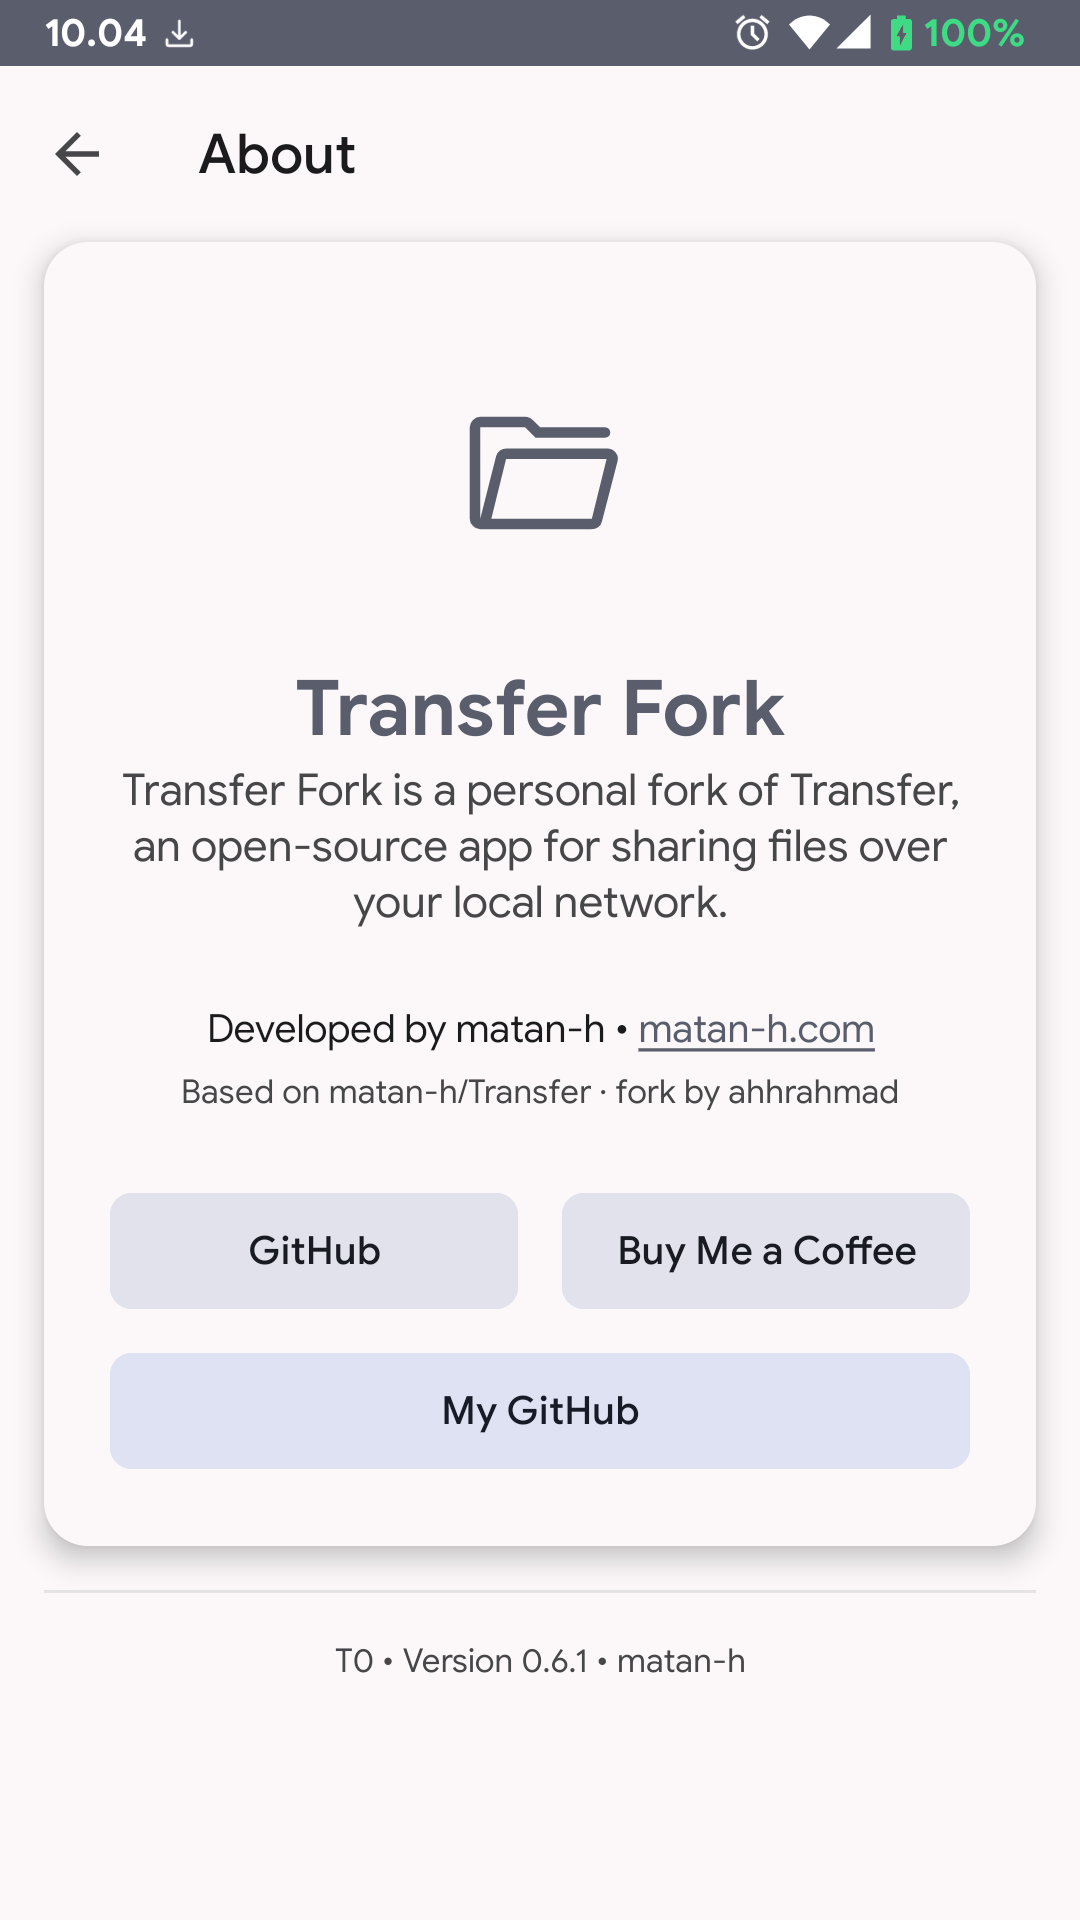 10.04
100%
About
Transfer Fork
Transfer Fork is a personal fork of Transfer,
an open-source app for sharing files over
your local network.
Developed by matan-h • matan-h.com
Based on matan-h/Transfer · fork by ahhrahmad
GitHub
Buy Me a Coffee
My GitHub
T0 • Version 0.6.1 • matan-h